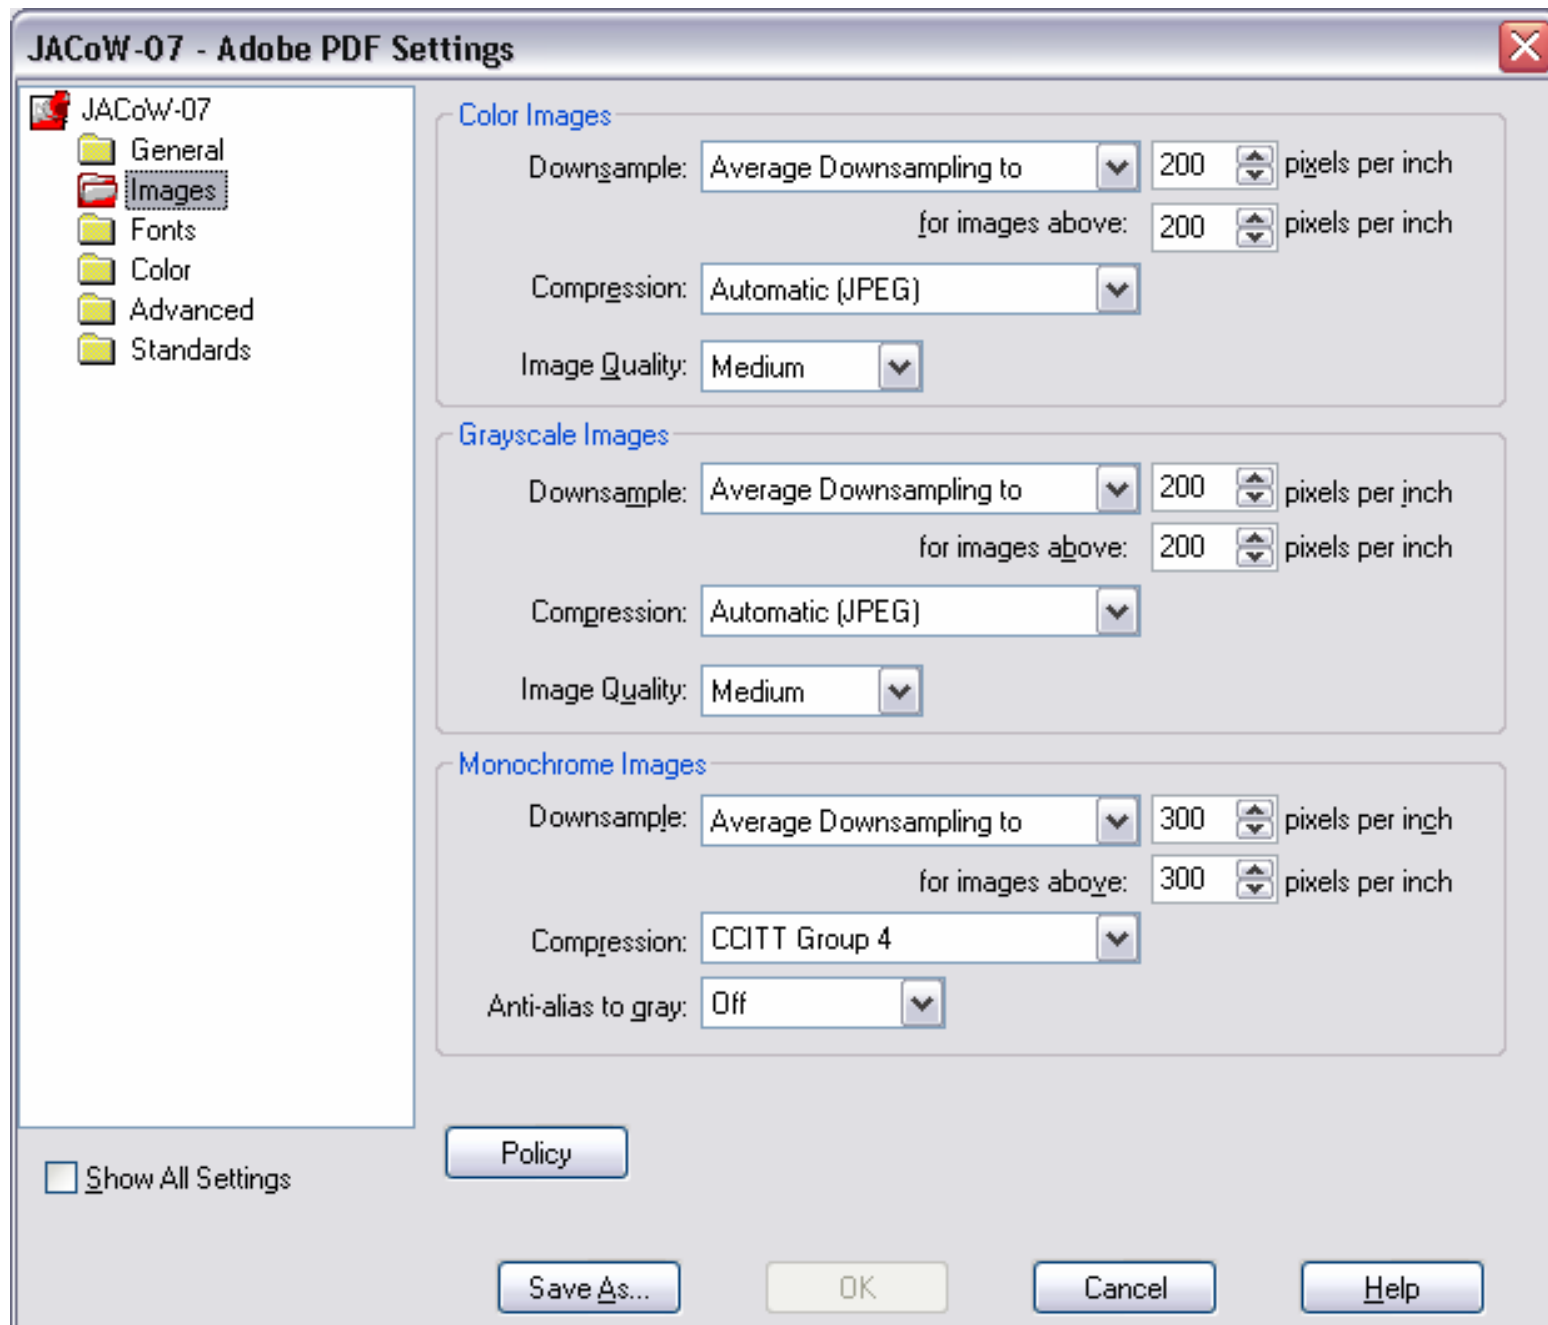 JACoW-07 - Adobe PDF Settings
JACoW-07
General
Images
Fonts
Color
Advanced
Standards
Show All Settings
Color Images
Downsample: Average Downsampling to 200 pixels per inch
for images above: 200 pixels per inch
Compression: Automatic (JPEG)
Image Quality: Medium
Grayscale Images
Downsample: Average Downsampling to 200 pixels per inch
for images above: 200 pixels per inch
Compression: Automatic (JPEG)
Image Quality: Medium
Monochrome Images
Downsample: Average Downsampling to 300 pixels per inch
for images above: 300 pixels per inch
Compression: CCITT Group 4
Anti-alias to gray: Off
Policy
Save As... OK Cancel Help